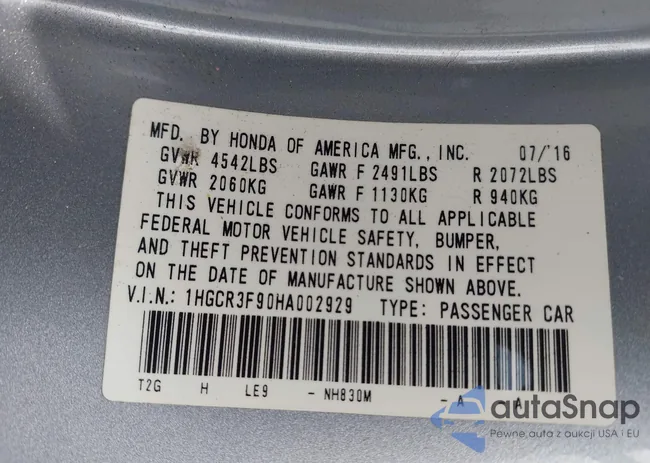 MFD. BY HONDA OF AMERICA MFG., INC. 07/'16
GVWR 4542LBS GAWR F 2491LBS R 2072LBS
GVWR 2060KG GAWR F 1130KG R 940KG
THIS VEHICLE CONFORMS TO ALL APPLICABLE
FEDERAL MOTOR VEHICLE SAFETY, BUMPER,
AND THEFT PREVENTION STANDARDS IN EFFECT
ON THE DATE OF MANUFACTURE SHOWN ABOVE.
V.I.N.: 1HGCR3F90HA002929 TYPE: PASSENGER CAR
T2G H LE9 - NH830M - A A
autaSnap
Pewne auta z aukcji USA i EU